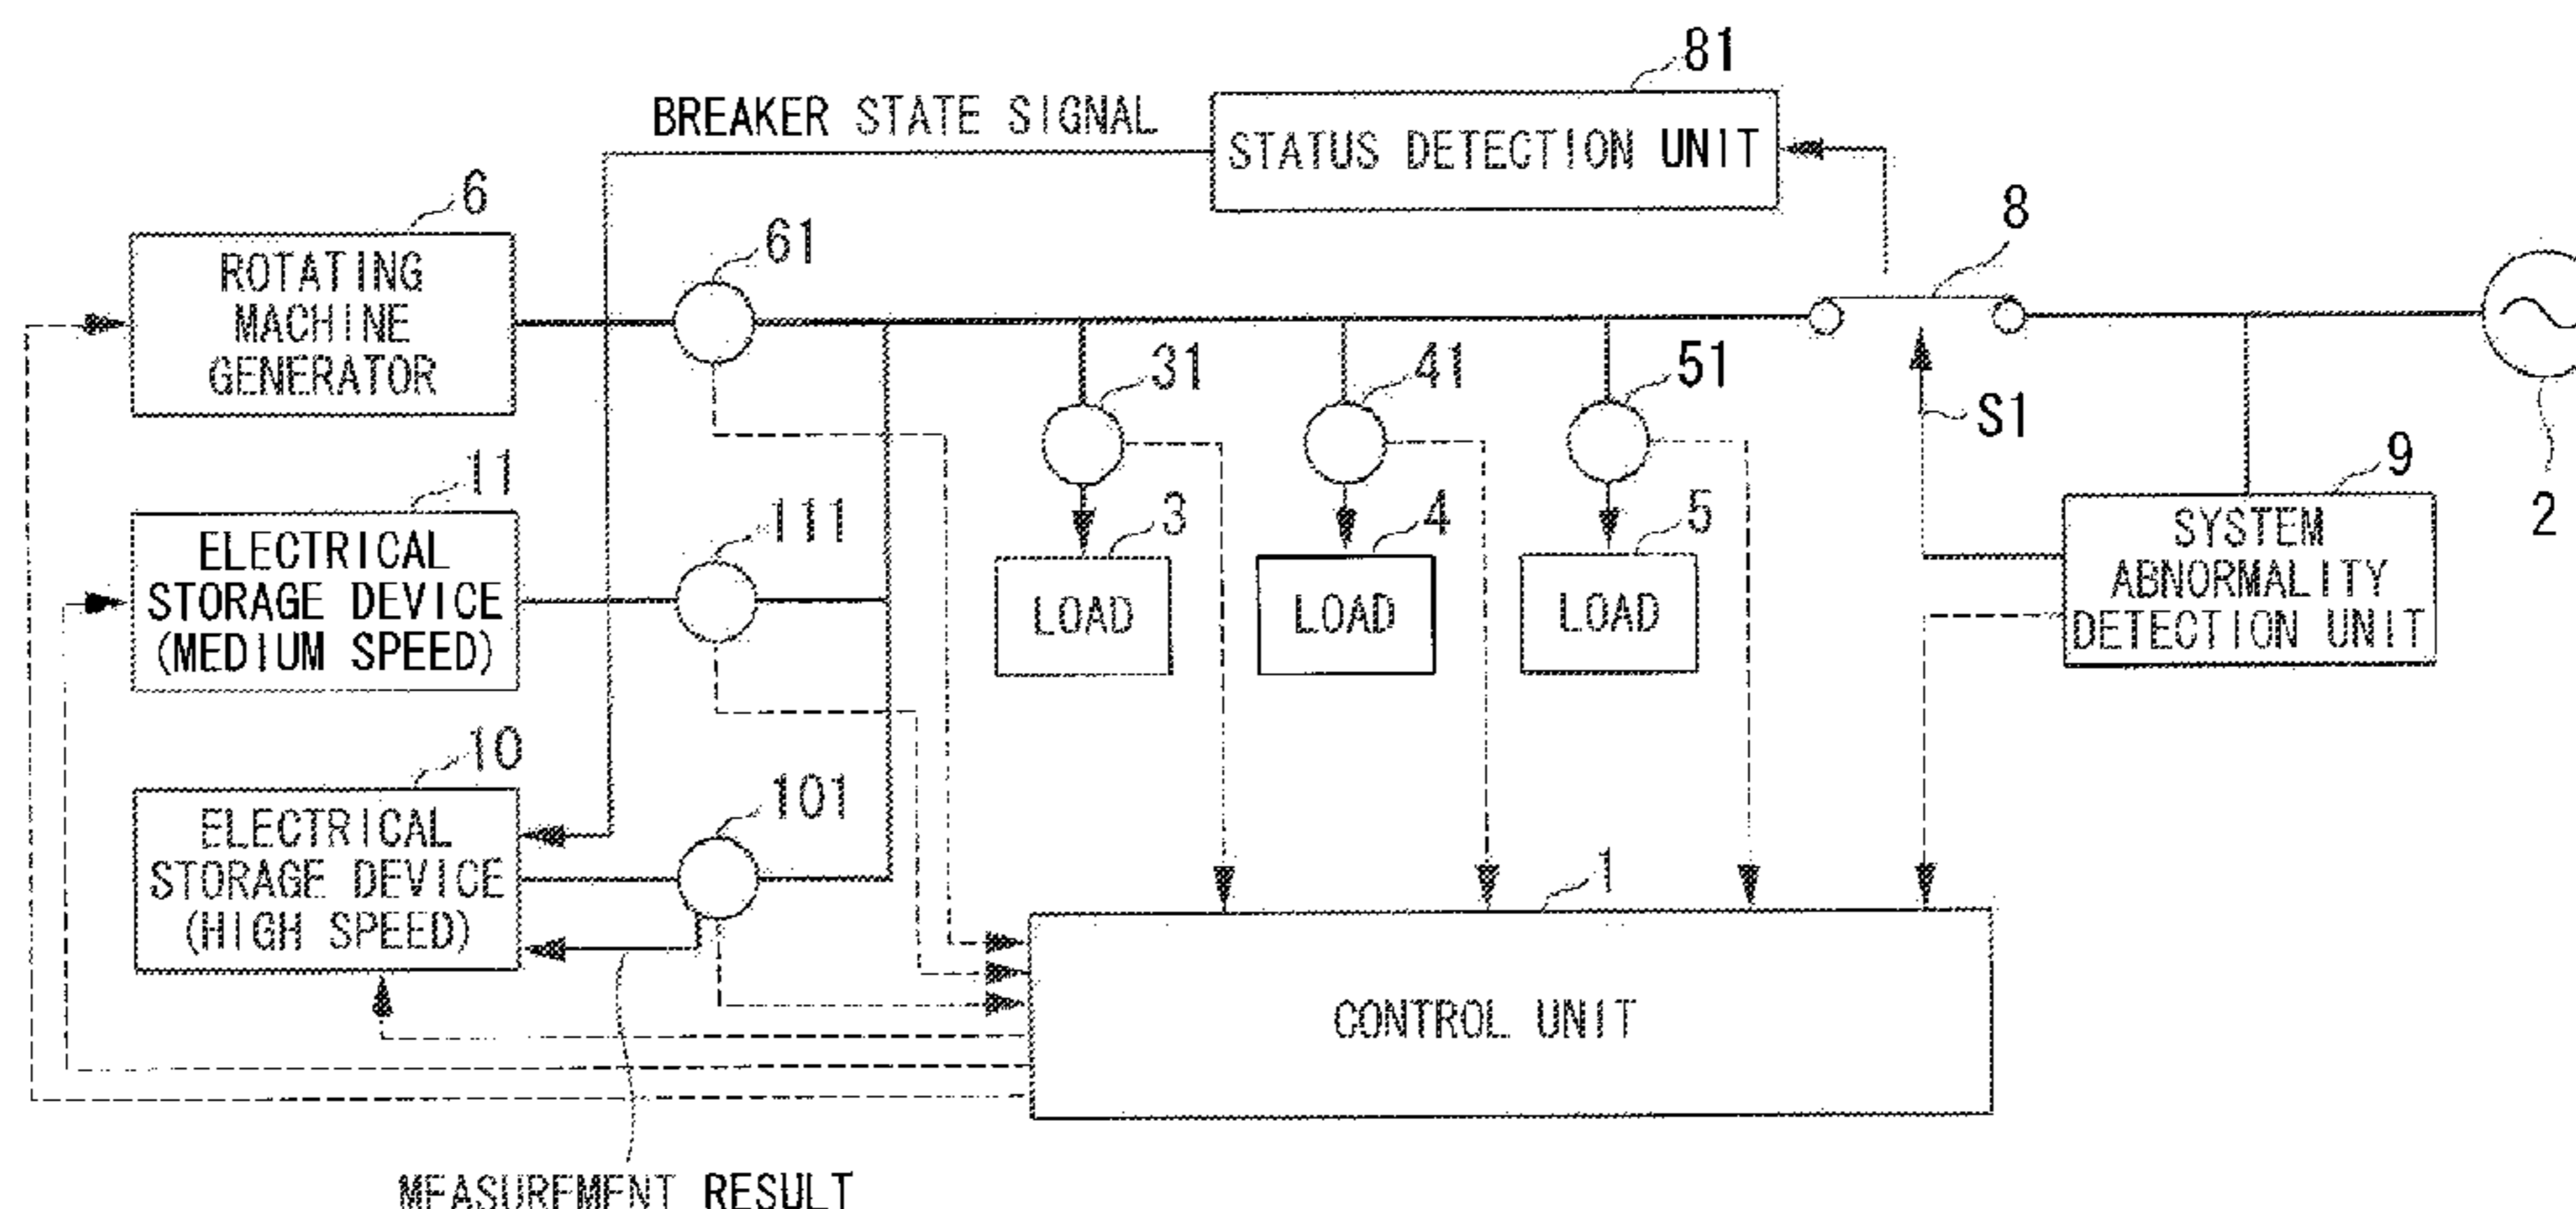 81
BREAKER STATE SIGNAL
STATUS DETECTION UNIT
6
8
61
ROTATING
MACHINE
GENERATOR
31
41
51
S1
11
9
111
3
4
5
2
ELECTRICAL
STORAGE DEVICE
(MEDIUM SPEED)
LOAD
LOAD
LOAD
SYSTEM
ABNORMALITY
DETECTION UNIT
10
101
1
ELECTRICAL
STORAGE DEVICE
(HIGH SPEED)
CONTROL UNIT
MEASUREMENT RESULT